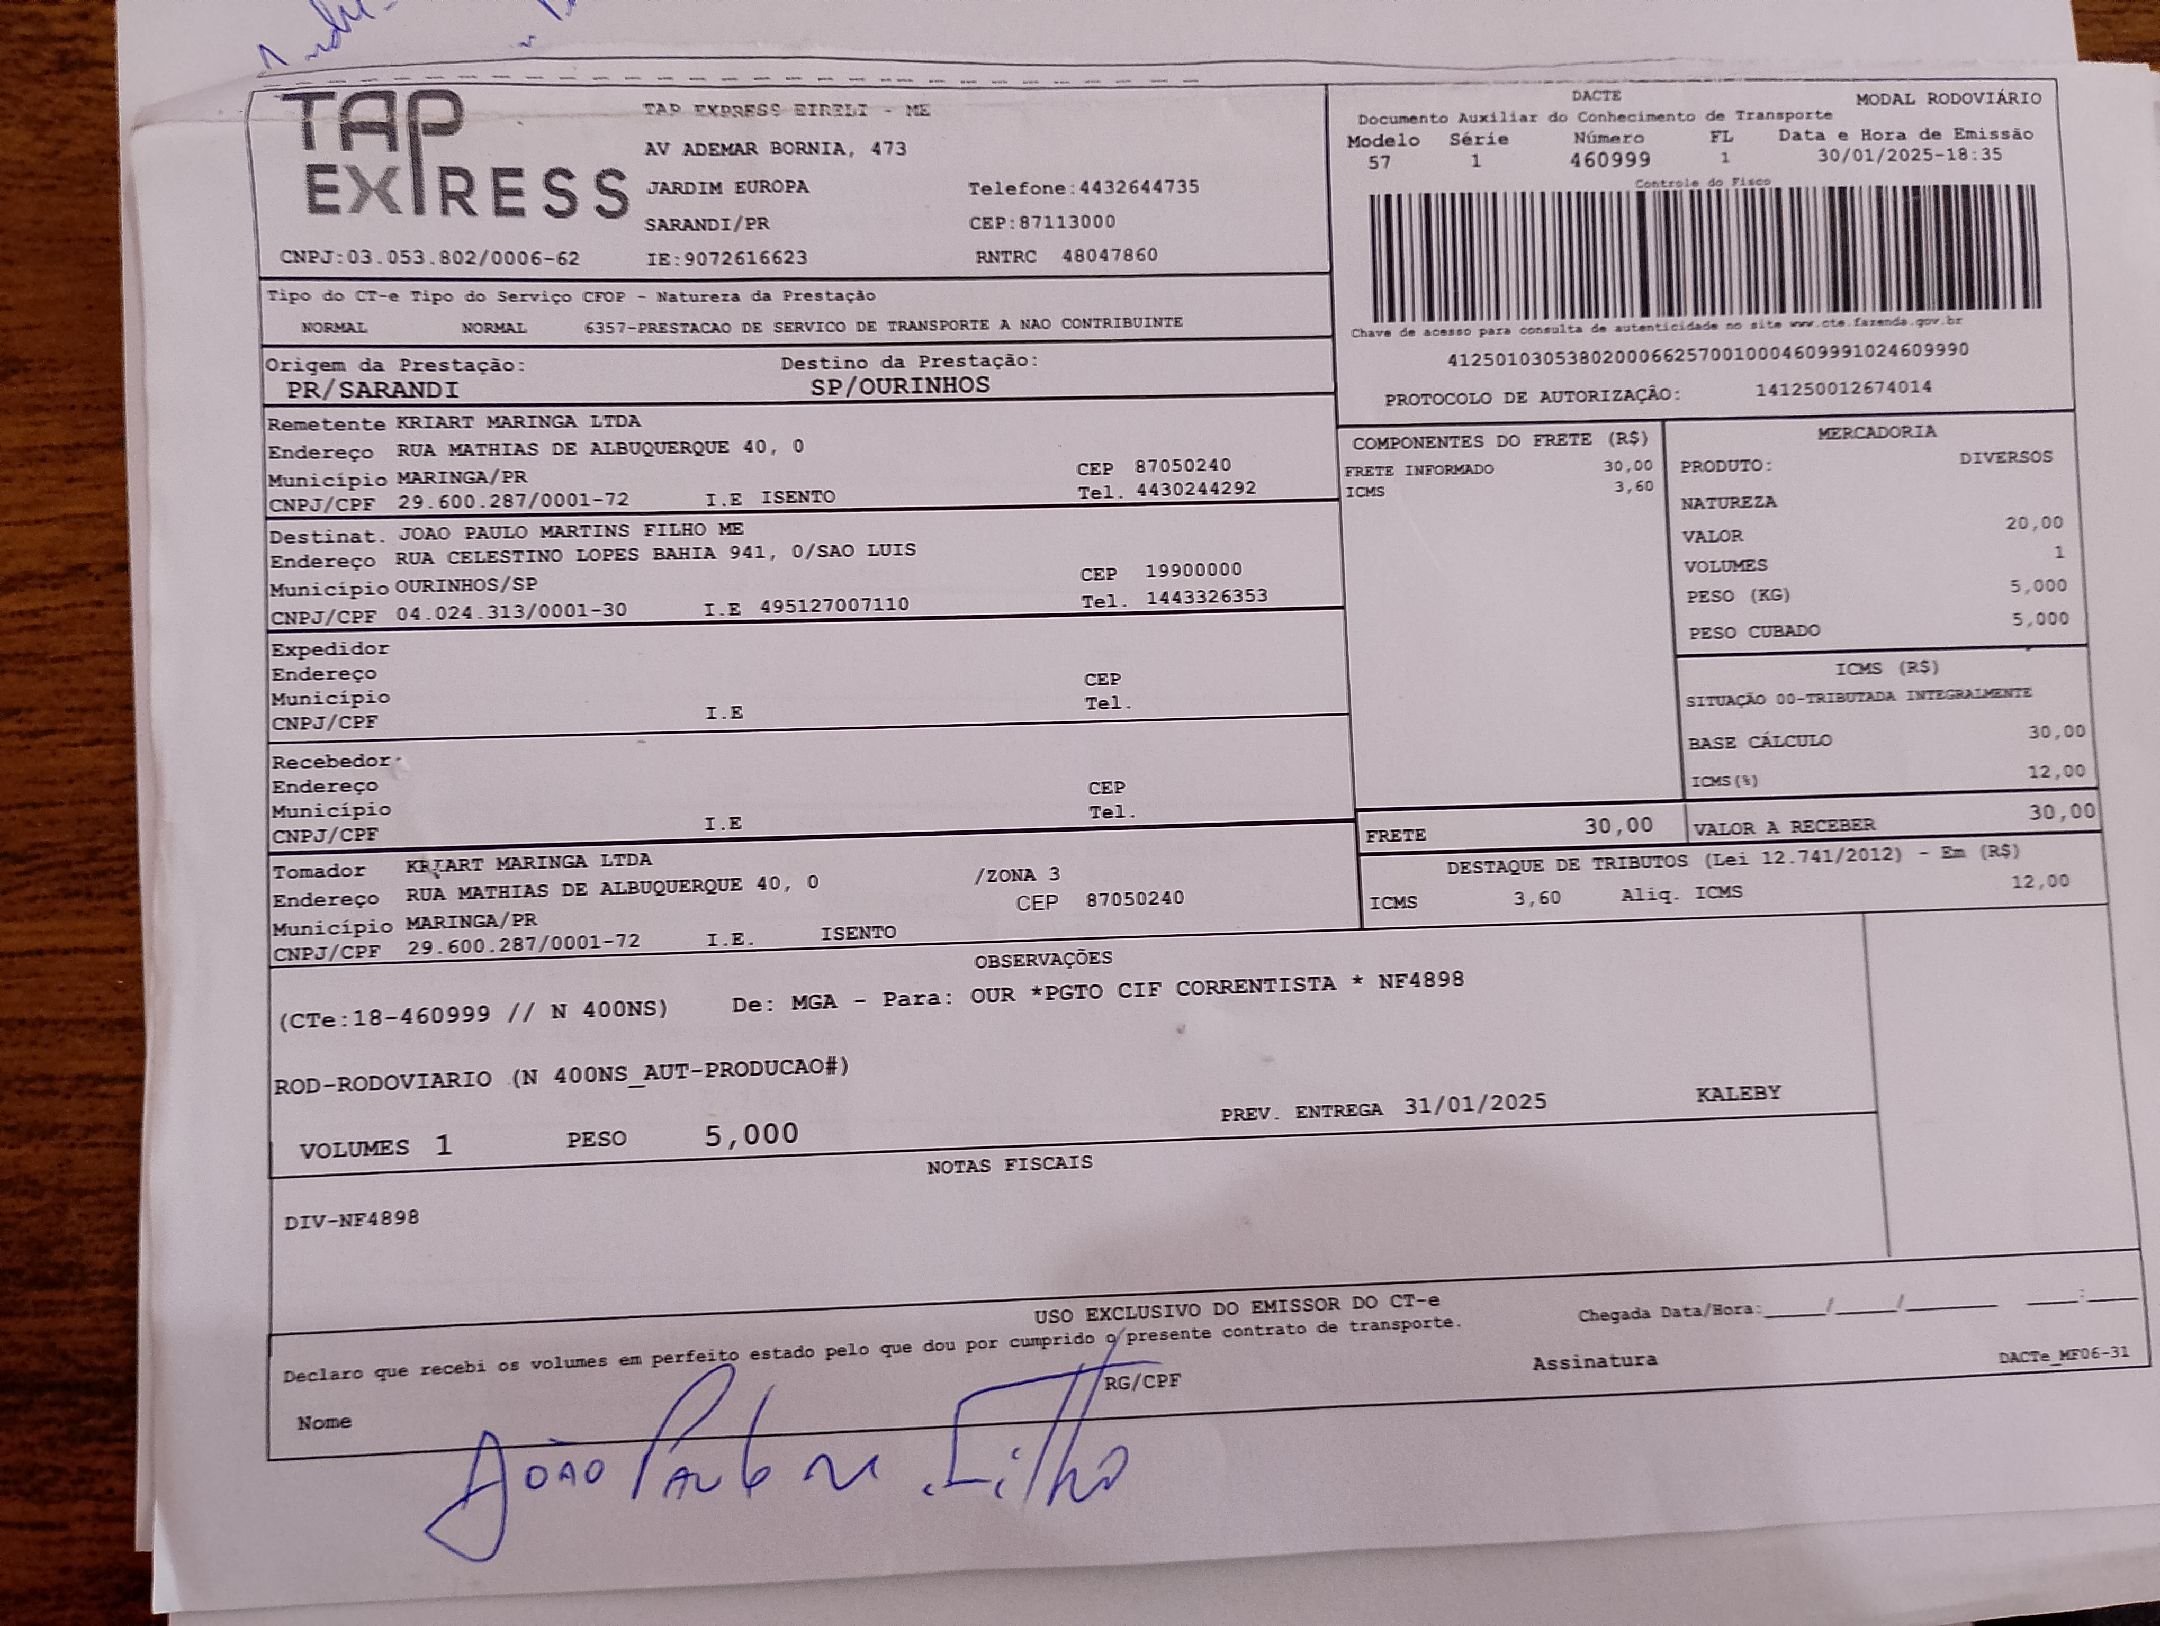 TAP
EXPRESS
TAP EXPRESS EIRELI - ME
AV ADEMAR BORNIA, 473
JARDIM EUROPA Telefone:4432644735
SARANDI/PR CEP:87113000
CNPJ:03.053.802/0006-62 IE:9072616623 RNTRC 48047860
DACTE MODAL RODOVIÁRIO
Documento Auxiliar do Conhecimento de Transporte
Modelo Série Número FL Data e Hora de Emissão
57 1 460999 1 30/01/2025-18:35
Controle do Fisco
Chave de acesso para consulta de autenticidade no site www.cte.fazenda.gov.br
41250103053802000662570010004609991024609990
PROTOCOLO DE AUTORIZAÇÃO: 141250012674014
Tipo do CT-e Tipo do Serviço CFOP - Natureza da Prestação
NORMAL NORMAL 6357-PRESTACAO DE SERVICO DE TRANSPORTE A NAO CONTRIBUINTE
Origem da Prestação: Destino da Prestação:
PR/SARANDI SP/OURINHOS
Remetente KRIART MARINGA LTDA
Endereço RUA MATHIAS DE ALBUQUERQUE 40, 0
Município MARINGA/PR CEP 87050240
CNPJ/CPF 29.600.287/0001-72 I.E ISENTO Tel. 4430244292
Destinat. JOAO PAULO MARTINS FILHO ME
Endereço RUA CELESTINO LOPES BAHIA 941, 0/SAO LUIS
Município OURINHOS/SP CEP 19900000
CNPJ/CPF 04.024.313/0001-30 I.E 495127007110 Tel. 1443326353
Expedidor
Endereço CEP
Município Tel.
CNPJ/CPF I.E
Recebedor
Endereço CEP
Município Tel.
CNPJ/CPF I.E
Tomador KRIART MARINGA LTDA
Endereço RUA MATHIAS DE ALBUQUERQUE 40, 0 /ZONA 3
Município MARINGA/PR CEP 87050240
CNPJ/CPF 29.600.287/0001-72 I.E. ISENTO
COMPONENTES DO FRETE (R$)
FRETE INFORMADO 30,00
ICMS 3,60
MERCADORIA
PRODUTO: DIVERSOS
NATUREZA
VALOR 20,00
VOLUMES 1
PESO (KG) 5,000
PESO CUBADO 5,000
ICMS (R$)
SITUAÇÃO 00-TRIBUTADA INTEGRALMENTE
BASE CÁLCULO 30,00
ICMS(%) 12,00
FRETE 30,00 VALOR A RECEBER 30,00
DESTAQUE DE TRIBUTOS (Lei 12.741/2012) - Em (R$)
ICMS 3,60 Aliq. ICMS 12,00
OBSERVAÇÕES
(CTe:18-460999 // N 400NS) De: MGA - Para: OUR *PGTO CIF CORRENTISTA * NF4898
ROD-RODOVIARIO (N 400NS_AUT-PRODUCAO#)
VOLUMES 1 PESO 5,000 PREV. ENTREGA 31/01/2025 KALEBY
NOTAS FISCAIS
DIV-NF4898
USO EXCLUSIVO DO EMISSOR DO CT-e
Declaro que recebi os volumes em perfeito estado pelo que dou por cumprido o presente contrato de transporte.
Chegada Data/Hora:____/____/______ ____:____
Nome RG/CPF Assinatura DACTe_MF06-31
João Paulo M Filho